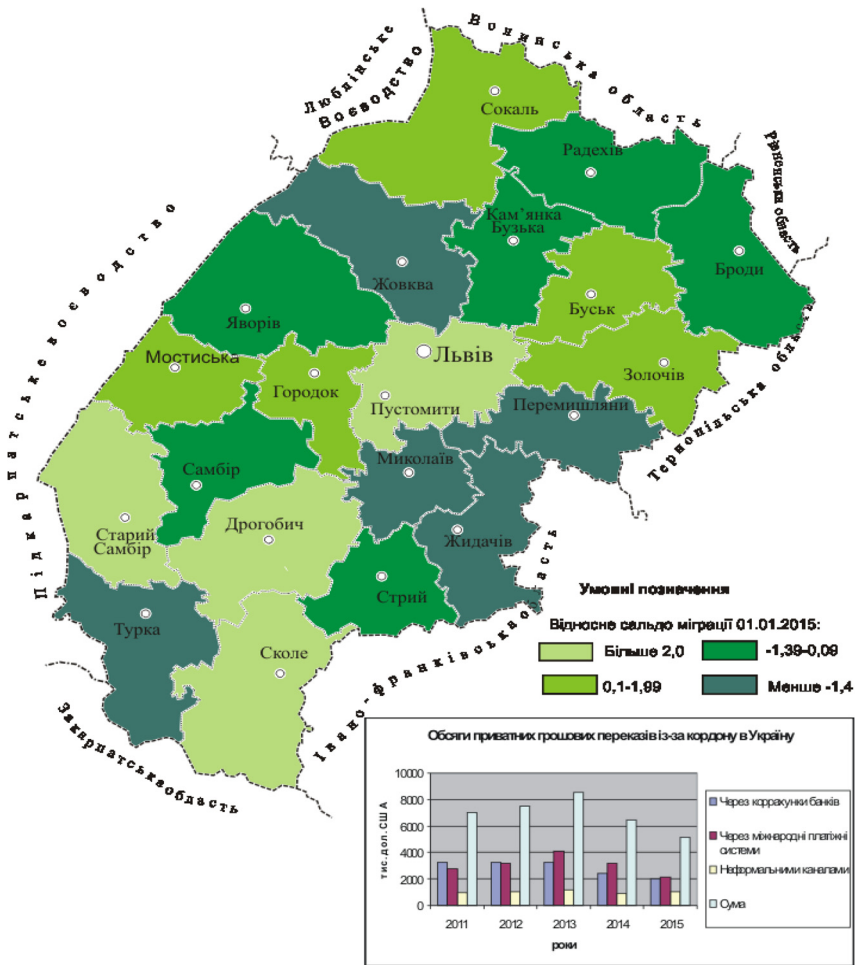 Люблінське
Воєводство
Вонинська область
Рівненська область
Підкарпатське воєводство
Сокаль
Радехів
Кам’янка
Бузька
Броди
Жовква
Яворів
Буськ
Львів
Мостиська
Городок
Золочів
Пустомити
Перемишляни
Тернопільська область
Миколаїв
Самбір
Дрогобич
Старий
Самбір
Жидачів
Стрий
Турка
Сколе
Івано-франківська область
Закарпатська область
Умовні позначення
Відносне сальдо міграції 01.01.2015:
Більше 2,0
-1,39-0,09
0,1-1,99
Менше -1,4
Обсяги приватних грошових переказів із-за кордону в Україну
тис.дол.США
10000
8000
6000
4000
2000
0
2011 2012 2013 2014 2015
роки
Через коррахунки банків
Через міжнародні платіжні
системи
Неформальними каналами
Сума